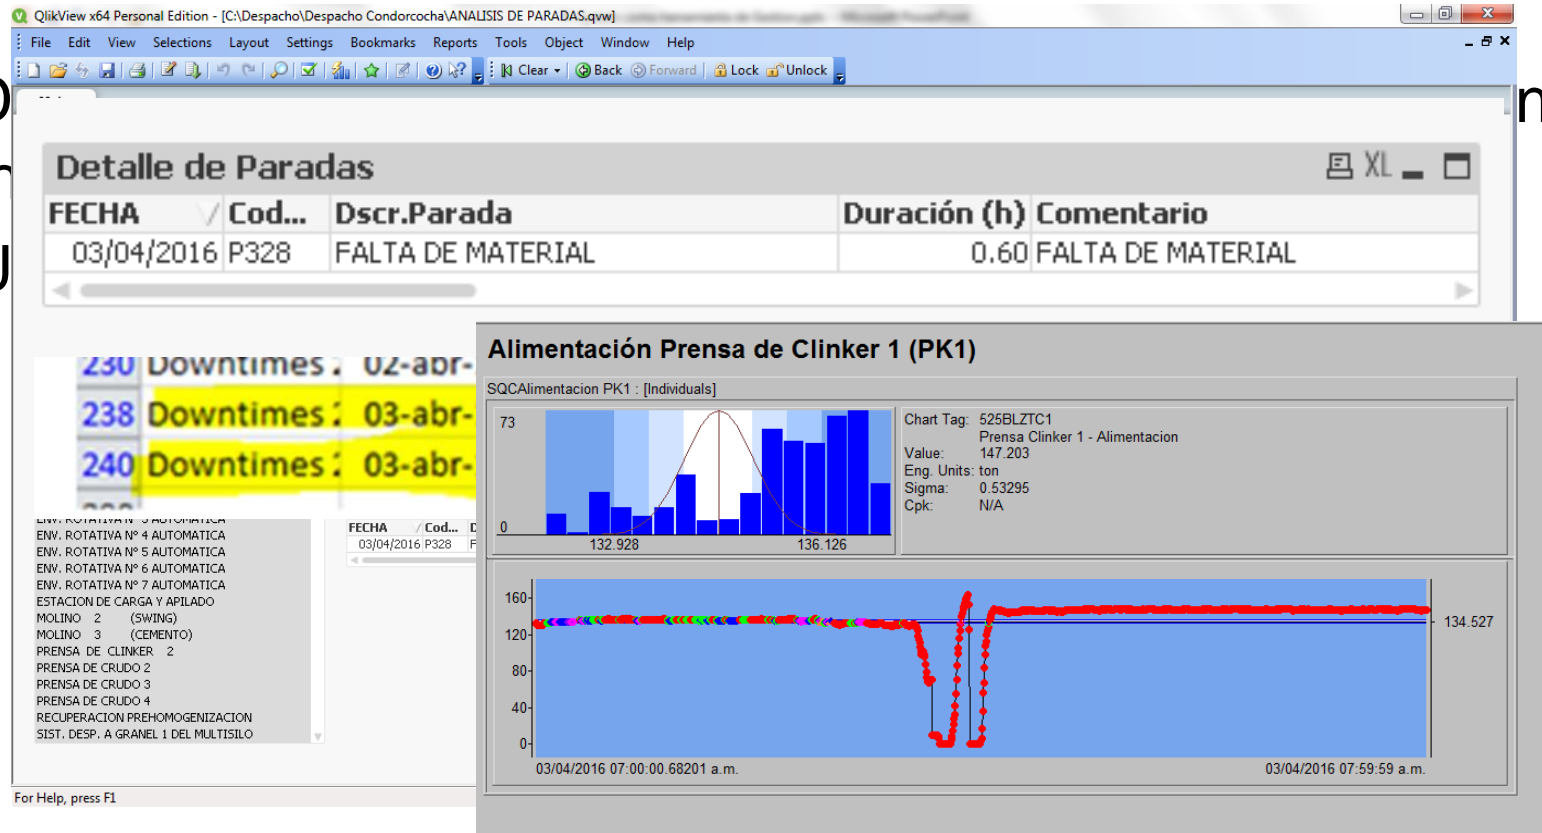 QlikView x64 Personal Edition - [C:\Despacho\Despacho Condorcocha\ANALISIS DE PARADAS.qvw]
File Edit View Selections Layout Settings Bookmarks Reports Tools Object Window Help
Clear Back Forward Lock Unlock
Detalle de Paradas
XL
FECHA Cod... Dscr.Parada Duración (h) Comentario
03/04/2016 P328 FALTA DE MATERIAL 0.60 FALTA DE MATERIAL
230 Downtimes 02-abr-
238 Downtimes 03-abr-
240 Downtimes 03-abr-
ENV. ROTATIVA Nº 4 AUTOMATICA
ENV. ROTATIVA Nº 5 AUTOMATICA
ENV. ROTATIVA Nº 6 AUTOMATICA
ENV. ROTATIVA Nº 7 AUTOMATICA
ESTACION DE CARGA Y APILADO
MOLINO 2 (SWING)
MOLINO 3 (CEMENTO)
PRENSA DE CLINKER 2
PRENSA DE CRUDO 2
PRENSA DE CRUDO 3
PRENSA DE CRUDO 4
RECUPERACION PREHOMOGENIZACION
SIST. DESP. A GRANEL 1 DEL MULTISILO
FECHA Cod...
03/04/2016 P328
For Help, press F1
Alimentación Prensa de Clinker 1 (PK1)
SQCAlimentacion PK1 : [Individuals]
73
0
132.928 136.126
Chart Tag: 525BLZTC1
Prensa Clinker 1 - Alimentacion
Value: 147.203
Eng. Units: ton
Sigma: 0.53295
Cpk: N/A
160
120
80
40
0
134.527
03/04/2016 07:00:00.68201 a.m. 03/04/2016 07:59:59 a.m.